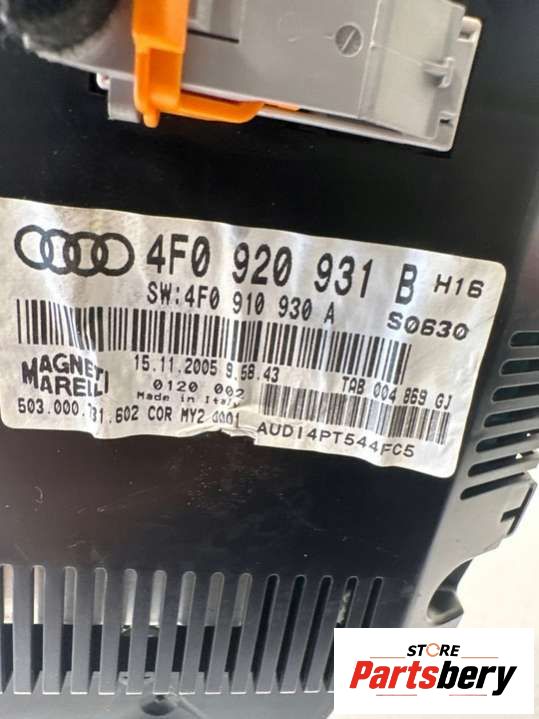 4F0 920 931 B H16
SW:4F0 910 930 A S0630
15.11.2005 9.58.43
MAGNETI MARELLI
0120 002
Made in Italy
TAB 004 869 GJ
503.000.731.602 COR MY2 0001
AUDI4PT544FC5
STORE
Partsbery